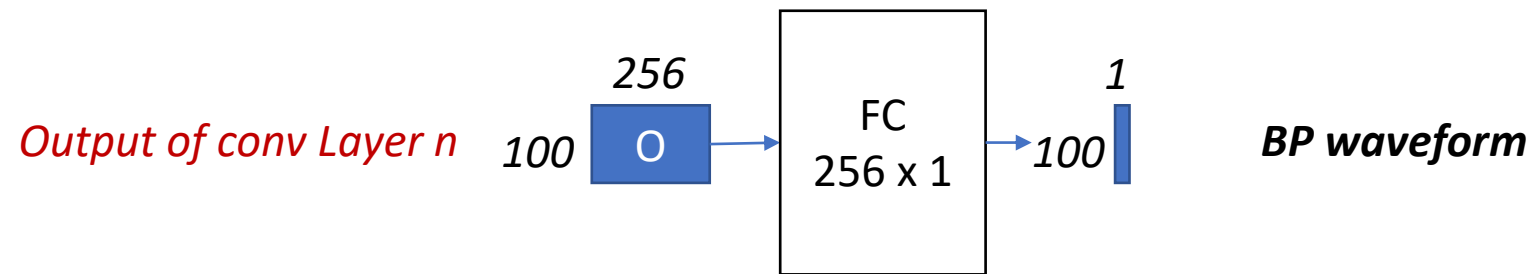 256
1
Output of conv Layer n
100
O
FC
256 x 1
100
BP waveform